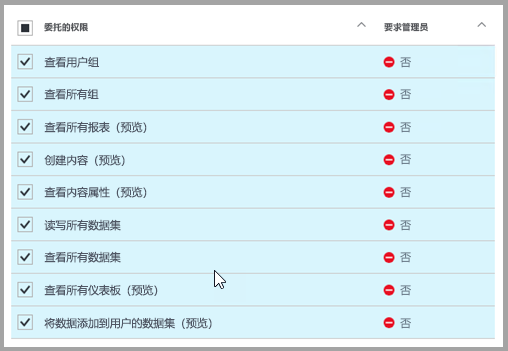 委托的权限 要求管理员
查看用户组 否
查看所有组 否
查看所有报表（预览） 否
创建内容（预览） 否
查看内容属性（预览） 否
读写所有数据集 否
查看所有数据集 否
查看所有仪表板（预览） 否
将数据添加到用户的数据集（预览） 否